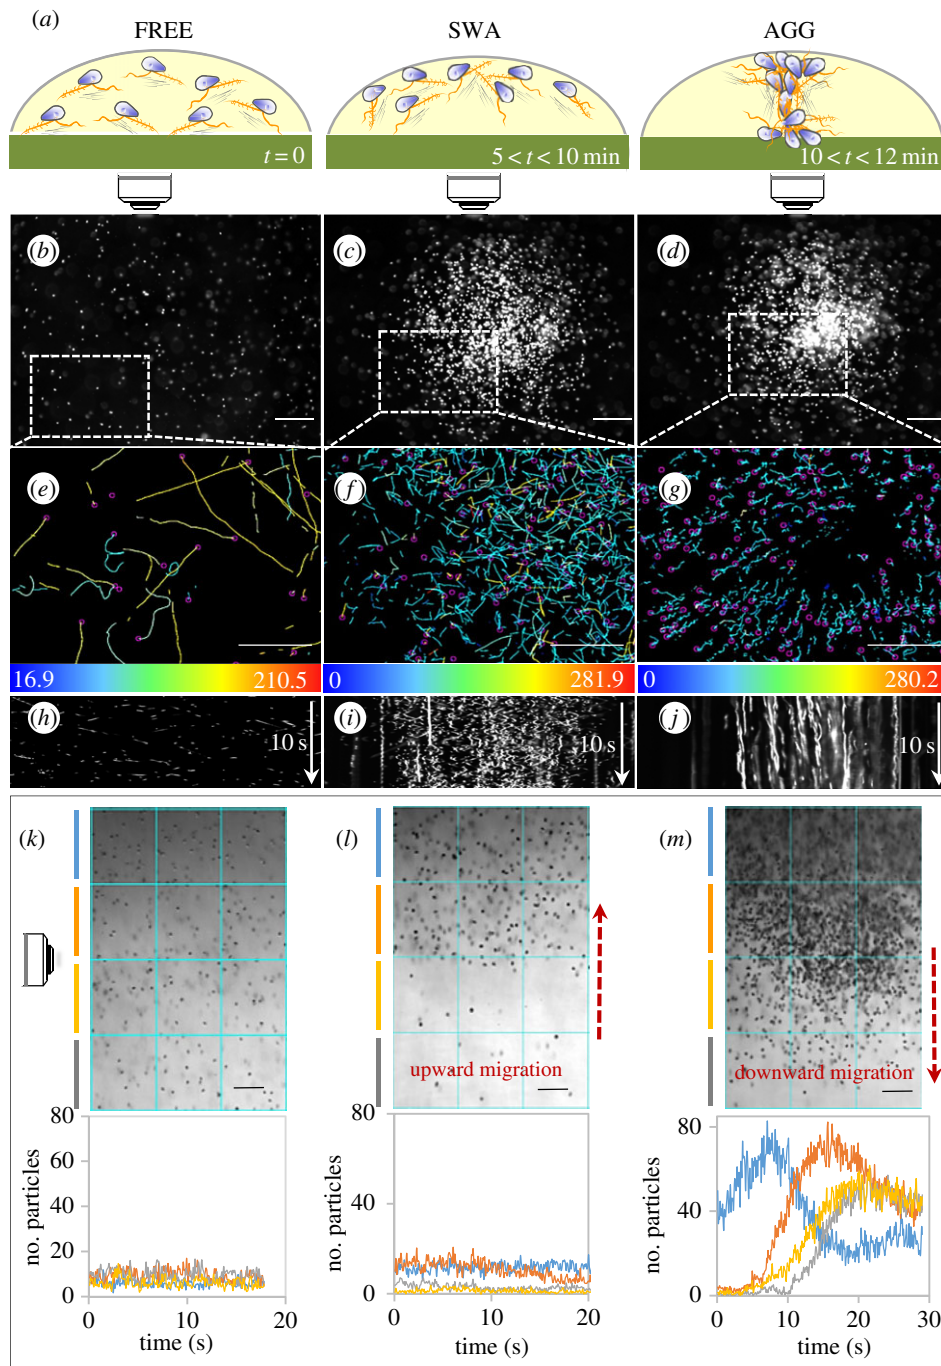 (a)
FREE
SWA
AGG
t = 0
5 < t < 10 min
10 < t < 12 min
(b)
(c)
(d)
(e)
(f)
(g)
16.9
210.5
0
281.9
0
280.2
(h)
10 s
(i)
10 s
(j)
10 s
(k)
(l)
(m)
upward migration
downward migration
80
60
40
20
0
no. particles
0
10
20
time (s)
80
40
0
no. particles
0
10
20
time (s)
80
40
0
no. particles
0
10
20
30
time (s)